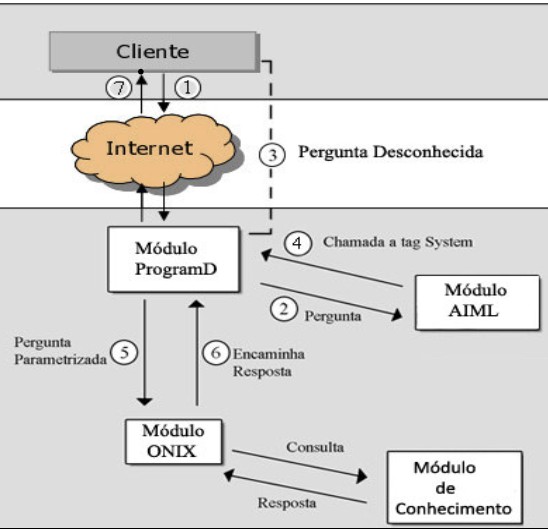 Cliente
7
1
Internet
3
Pergunta Desconhecida
4
Chamada a tag System
Módulo
ProgramD
Módulo
AIML
2
Pergunta
Pergunta
Parametrizada
5
6
Encaminha
Resposta
Módulo
ONIX
Consulta
Módulo
de
Conhecimento
Resposta